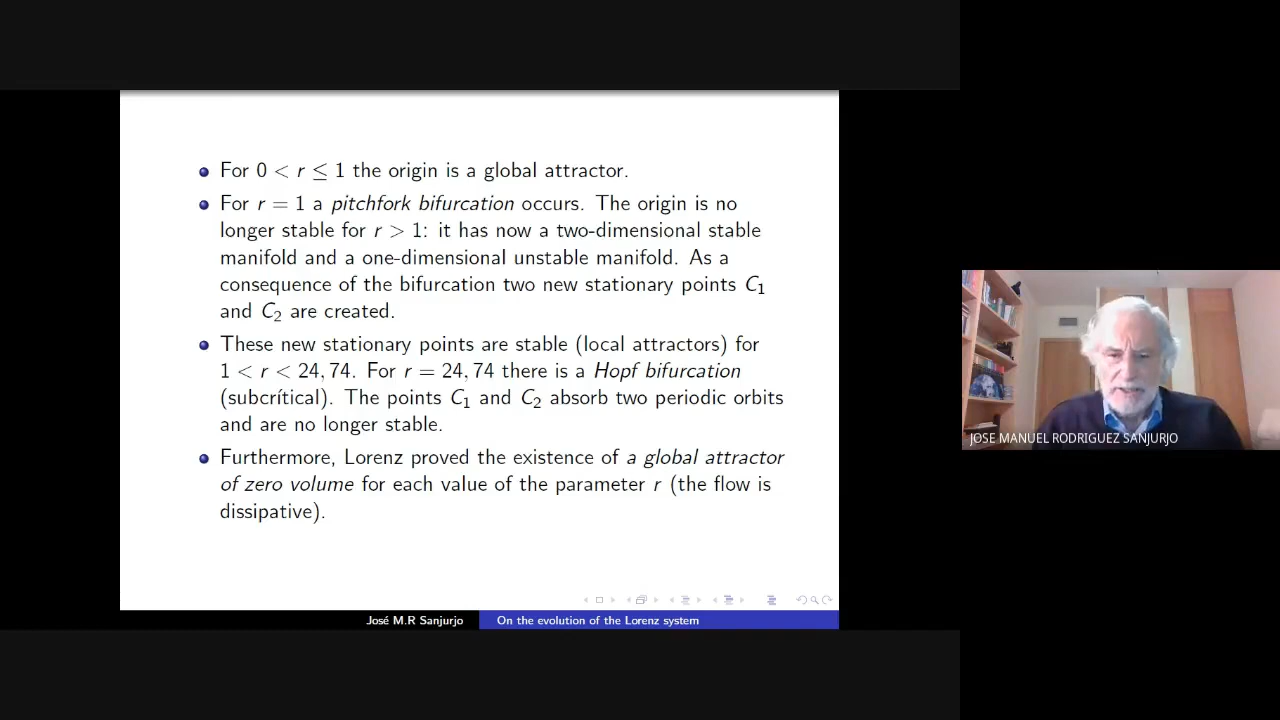 For 0 < r ≤ 1 the origin is a global attractor.
For r = 1 a pitchfork bifurcation occurs. The origin is no
longer stable for r > 1: it has now a two-dimensional stable
manifold and a one-dimensional unstable manifold. As a
consequence of the bifurcation two new stationary points C₁
and C₂ are created.
These new stationary points are stable (local attractors) for
1 < r < 24, 74. For r = 24, 74 there is a Hopf bifurcation
(subcrítical). The points C₁ and C₂ absorb two periodic orbits
and are no longer stable.
Furthermore, Lorenz proved the existence of a global attractor
of zero volume for each value of the parameter r (the flow is
dissipative).
José M.R Sanjurjo
On the evolution of the Lorenz system
JOSE MANUEL RODRIGUEZ SANJURJO